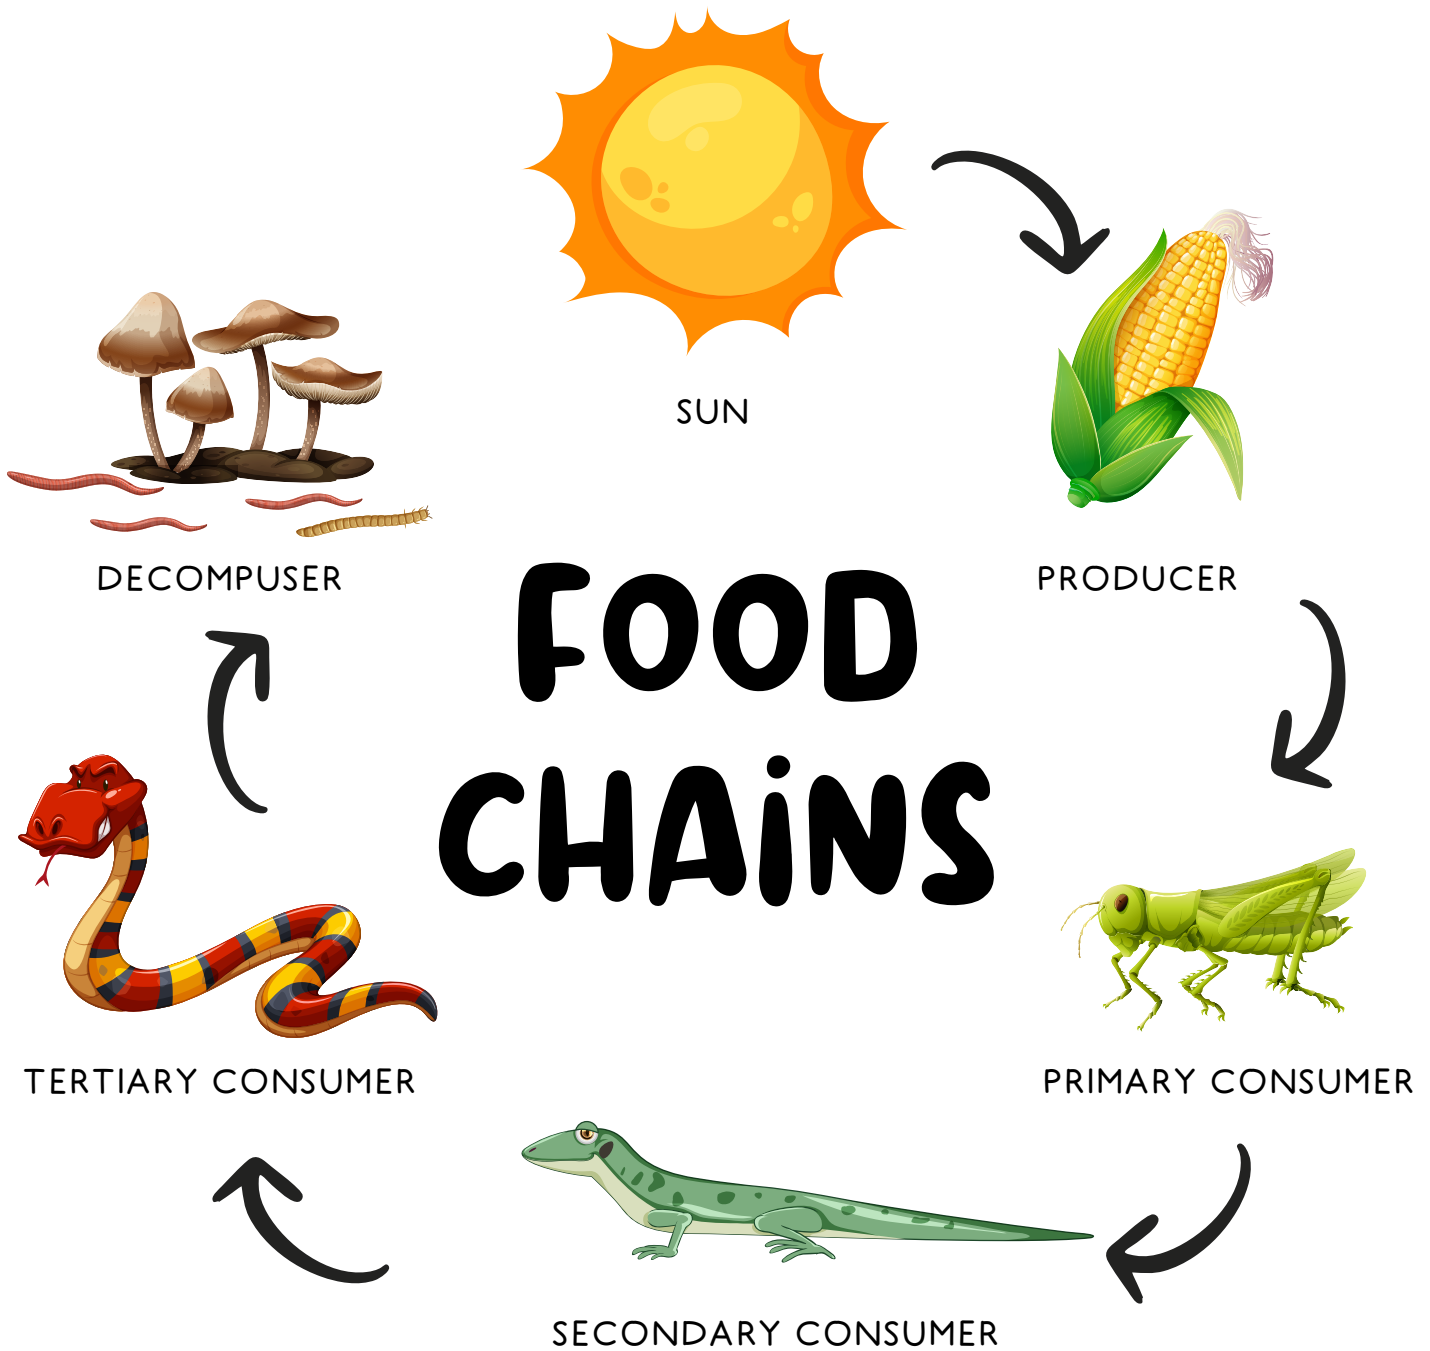 SUN
DECOMPUSER
PRODUCER
FOOD
CHAiNS
TERTIARY CONSUMER
PRIMARY CONSUMER
SECONDARY CONSUMER